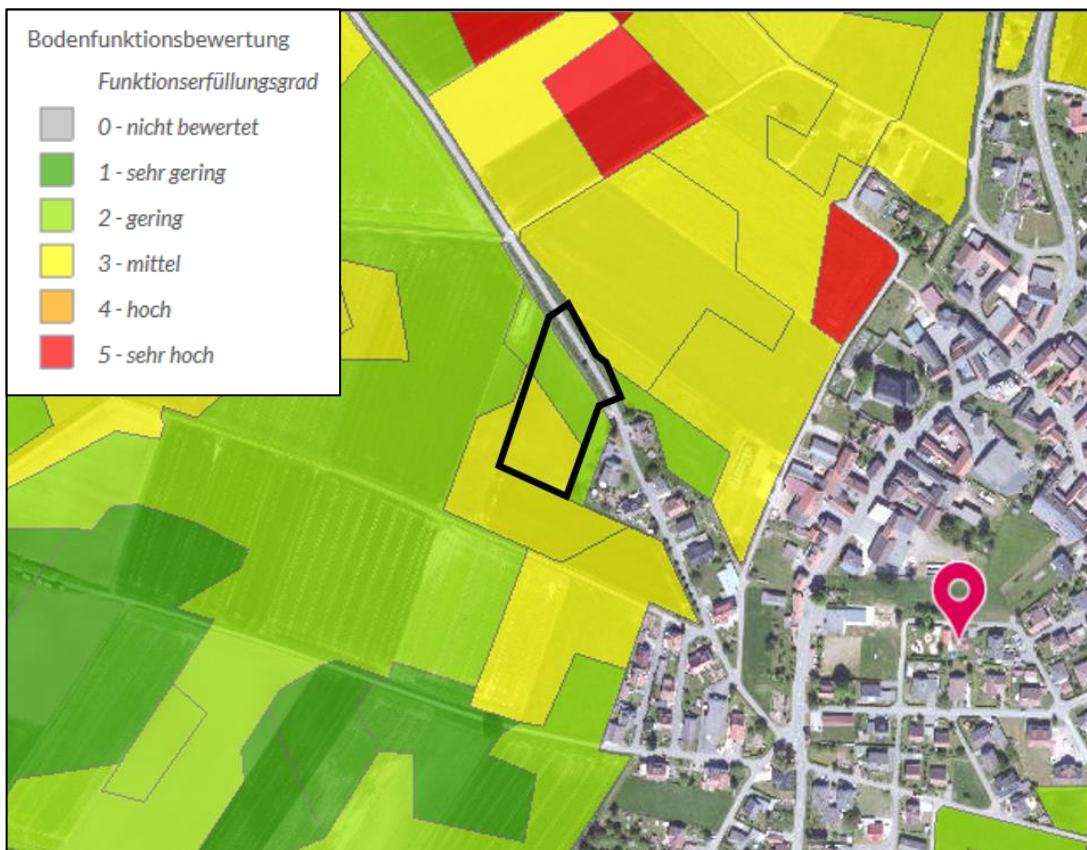 Bodenfunktionsbewertung
Funktionserfüllungsgrad
0 - nicht bewertet
1 - sehr gering
2 - gering
3 - mittel
4 - hoch
5 - sehr hoch